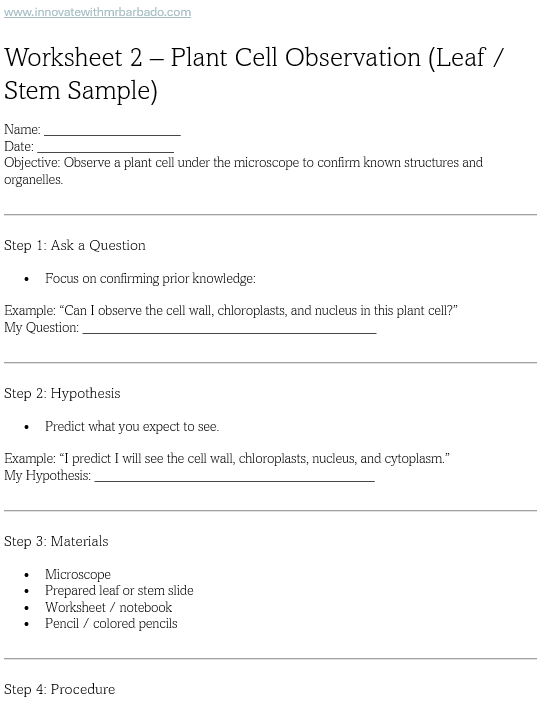 www.innovatewithmrbarbado.com
Worksheet 2 – Plant Cell Observation (Leaf /
Stem Sample)
Name: ____________________
Date: ____________________
Objective: Observe a plant cell under the microscope to confirm known structures and
organelles.
Step 1: Ask a Question
• Focus on confirming prior knowledge:
Example: “Can I observe the cell wall, chloroplasts, and nucleus in this plant cell?”
My Question: ___________________________________________
Step 2: Hypothesis
• Predict what you expect to see.
Example: “I predict I will see the cell wall, chloroplasts, nucleus, and cytoplasm.”
My Hypothesis: _________________________________________
Step 3: Materials
• Microscope
• Prepared leaf or stem slide
• Worksheet / notebook
• Pencil / colored pencils
Step 4: Procedure